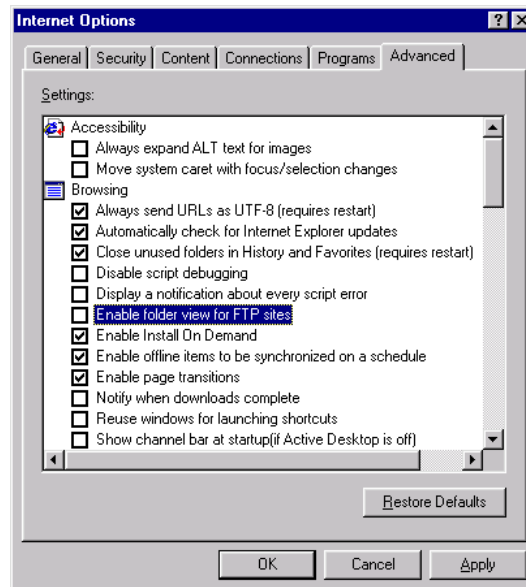 Internet Options
General Security Content Connections Programs Advanced
Settings:
Accessibility
Always expand ALT text for images
Move system caret with focus/selection changes
Browsing
Always send URLs as UTF-8 (requires restart)
Automatically check for Internet Explorer updates
Close unused folders in History and Favorites (requires restart)
Disable script debugging
Display a notification about every script error
Enable folder view for FTP sites
Enable Install On Demand
Enable offline items to be synchronized on a schedule
Enable page transitions
Notify when downloads complete
Reuse windows for launching shortcuts
Show channel bar at startup(if Active Desktop is off)
Restore Defaults
OK Cancel Apply